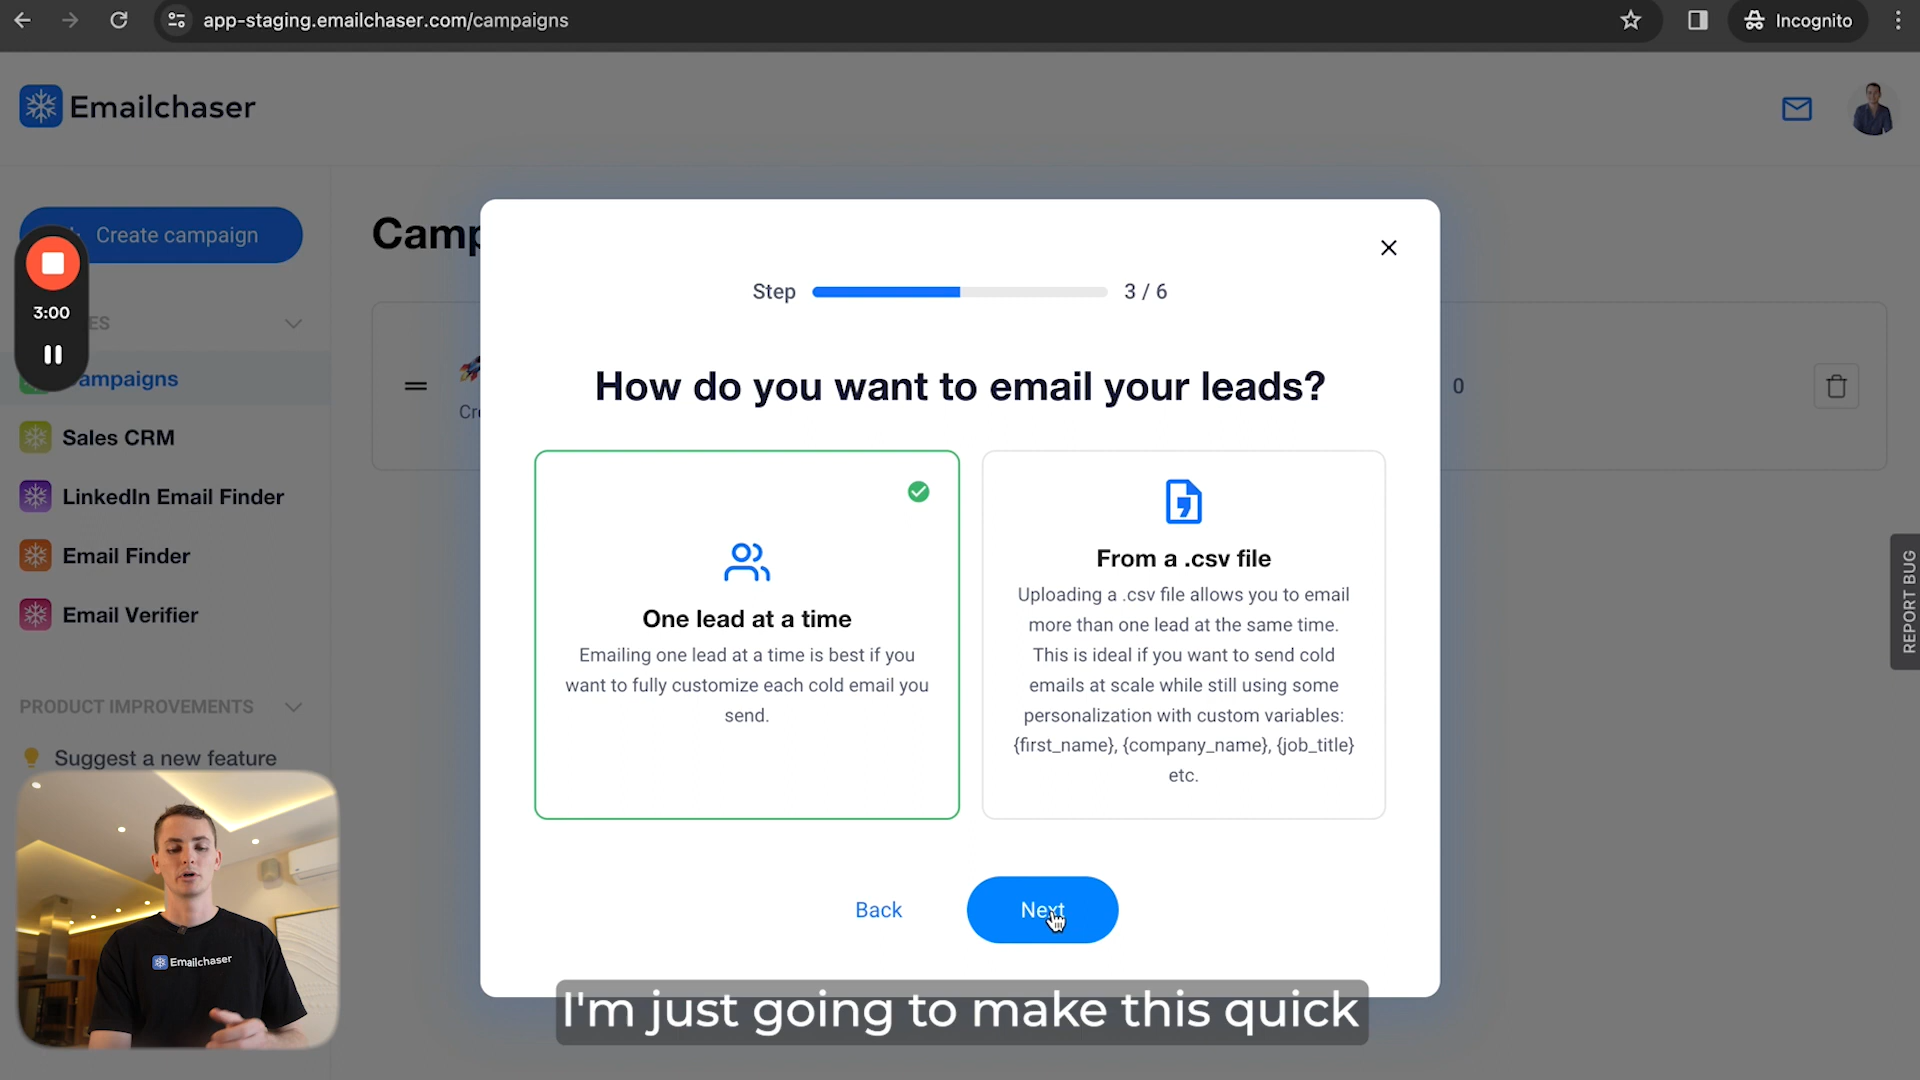 app-staging.emailchaser.com/campaigns
Incognito
Emailchaser
Create campaign
3:00
ES
ampaigns
Sales CRM
LinkedIn Email Finder
Email Finder
Email Verifier
PRODUCT IMPROVEMENTS
Suggest a new feature
Emailchaser
Camp
Cre
0
REPORT BUG
Step 3 / 6
How do you want to email your leads?
One lead at a time
Emailing one lead at a time is best if you
want to fully customize each cold email you
send.
From a .csv file
Uploading a .csv file allows you to email
more than one lead at the same time.
This is ideal if you want to send cold
emails at scale while still using some
personalization with custom variables:
{first_name}, {company_name}, {job_title}
etc.
Back
Next
I'm just going to make this quick